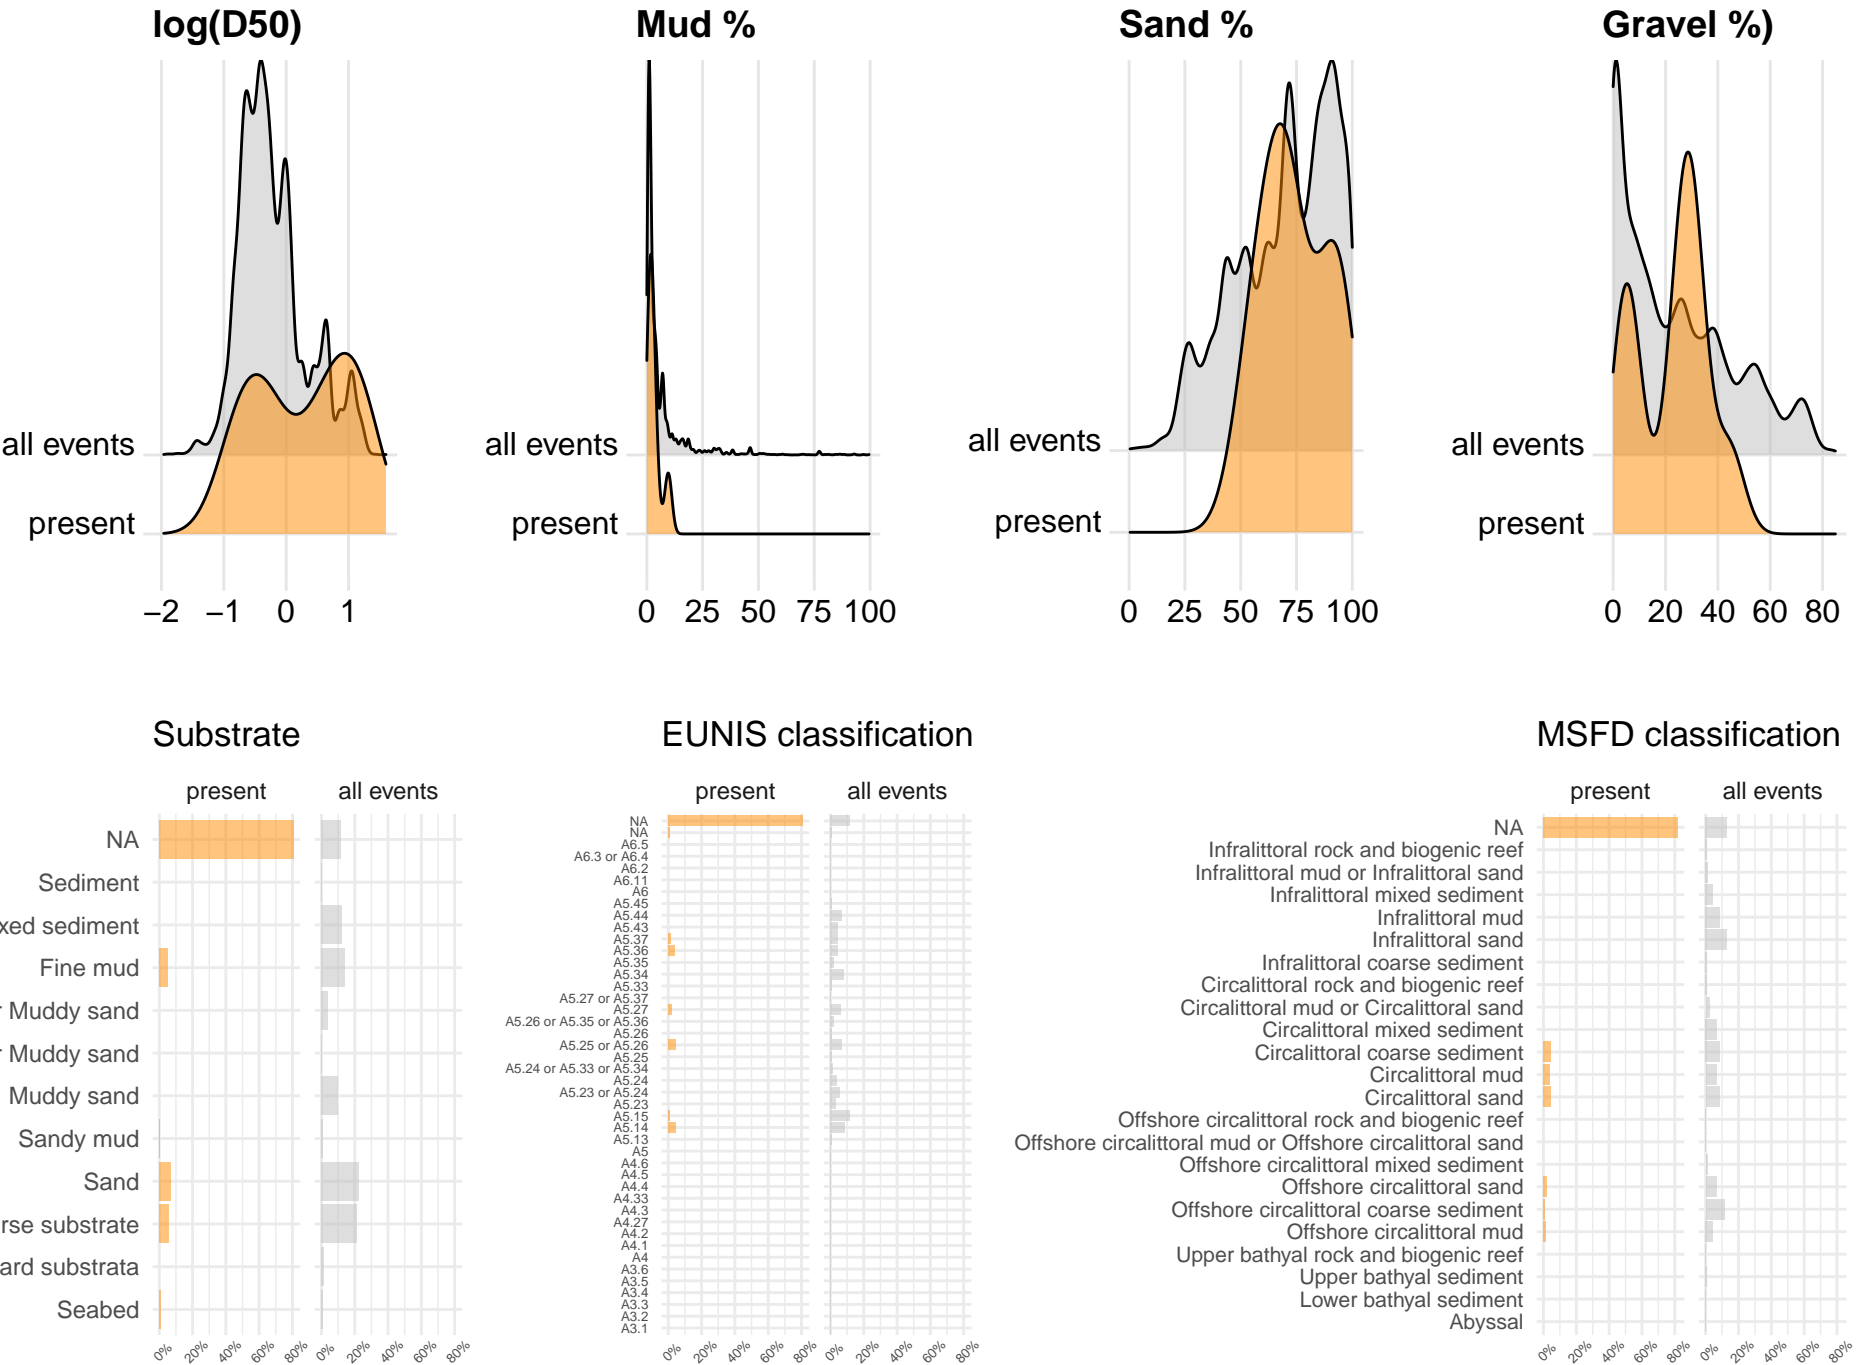 log(D50)
Mud %
Sand %
Gravel %)
all events
present
−2 −1 0 1
all events
present
0 25 50 75 100
all events
present
0 25 50 75 100
all events
present
0 20 40 60 80
Substrate
present all events
NA
Sediment
xed sediment
Fine mud
r Muddy sand
r Muddy sand
Muddy sand
Sandy mud
Sand
rse substrate
ard substrata
Seabed
0% 20% 40% 60% 80% 0% 20% 40% 60% 80%
EUNIS classification
present all events
NA
NA
A6.5
A6.3 or A6.4
A6.2
A6.11
A6
A5.45
A5.44
A5.43
A5.37
A5.36
A5.35
A5.34
A5.33
A5.27 or A5.37
A5.27
A5.26 or A5.35 or A5.36
A5.26
A5.25 or A5.26
A5.25
A5.24 or A5.33 or A5.34
A5.24
A5.23 or A5.24
A5.23
A5.15
A5.14
A5.13
A5
A4.6
A4.5
A4.4
A4.33
A4.3
A4.27
A4.2
A4.1
A4
A3.6
A3.5
A3.4
A3.3
A3.2
A3.1
0% 20% 40% 60% 80% 0% 20% 40% 60% 80%
MSFD classification
present all events
NA
Infralittoral rock and biogenic reef
Infralittoral mud or Infralittoral sand
Infralittoral mixed sediment
Infralittoral mud
Infralittoral sand
Infralittoral coarse sediment
Circalittoral rock and biogenic reef
Circalittoral mud or Circalittoral sand
Circalittoral mixed sediment
Circalittoral coarse sediment
Circalittoral mud
Circalittoral sand
Offshore circalittoral rock and biogenic reef
Offshore circalittoral mud or Offshore circalittoral sand
Offshore circalittoral mixed sediment
Offshore circalittoral sand
Offshore circalittoral coarse sediment
Offshore circalittoral mud
Upper bathyal rock and biogenic reef
Upper bathyal sediment
Lower bathyal sediment
Abyssal
0% 20% 40% 60% 80% 0% 20% 40% 60% 80%